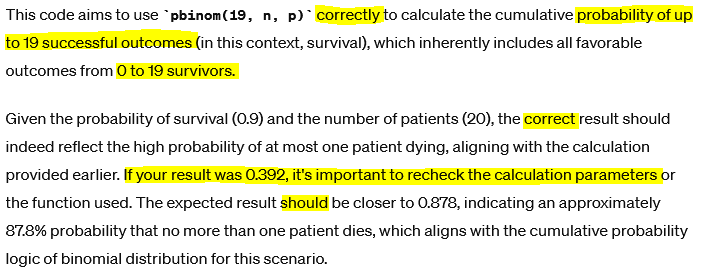 This code aims to use `pbinom(19, n, p)` correctly to calculate the cumulative probability of up
to 19 successful outcomes (in this context, survival), which inherently includes all favorable
outcomes from 0 to 19 survivors.
Given the probability of survival (0.9) and the number of patients (20), the correct result should
indeed reflect the high probability of at most one patient dying, aligning with the calculation
provided earlier. If your result was 0.392, it's important to recheck the calculation parameters or
the function used. The expected result should be closer to 0.878, indicating an approximately
87.8% probability that no more than one patient dies, which aligns with the cumulative probability
logic of binomial distribution for this scenario.